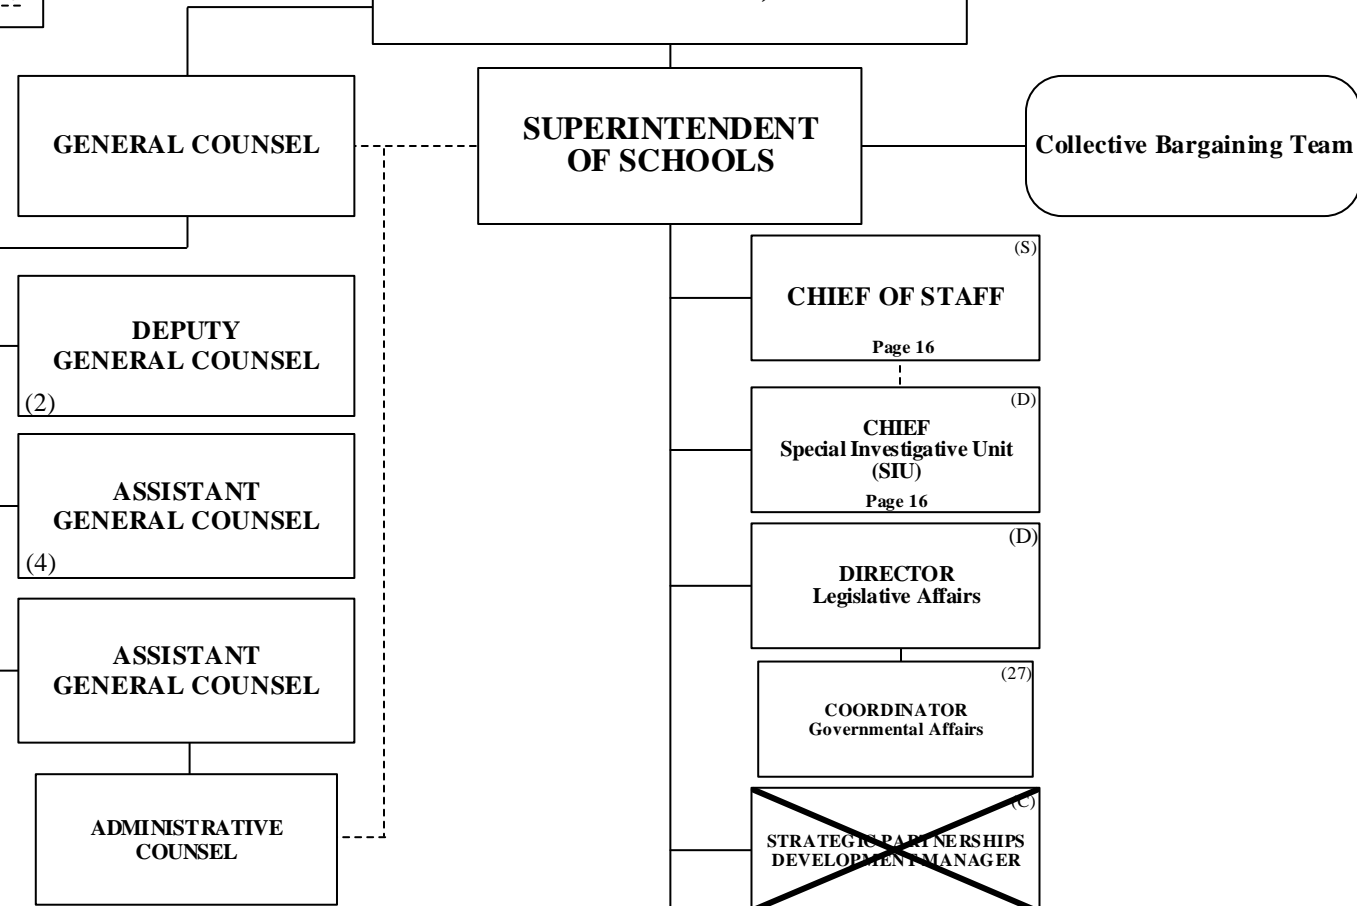 GENERAL COUNSEL
SUPERINTENDENT
OF SCHOOLS
Collective Bargaining Team
(S)
CHIEF OF STAFF
Page 16
DEPUTY
GENERAL COUNSEL
(2)
(D)
CHIEF
Special Investigative Unit
(SIU)
Page 16
ASSISTANT
GENERAL COUNSEL
(4)
(D)
DIRECTOR
Legislative Affairs
ASSISTANT
GENERAL COUNSEL
(27)
COORDINATOR
Governmental Affairs
ADMINISTRATIVE
COUNSEL
(C)
STRATEGIC PARTNERSHIPS
DEVELOPMENT MANAGER